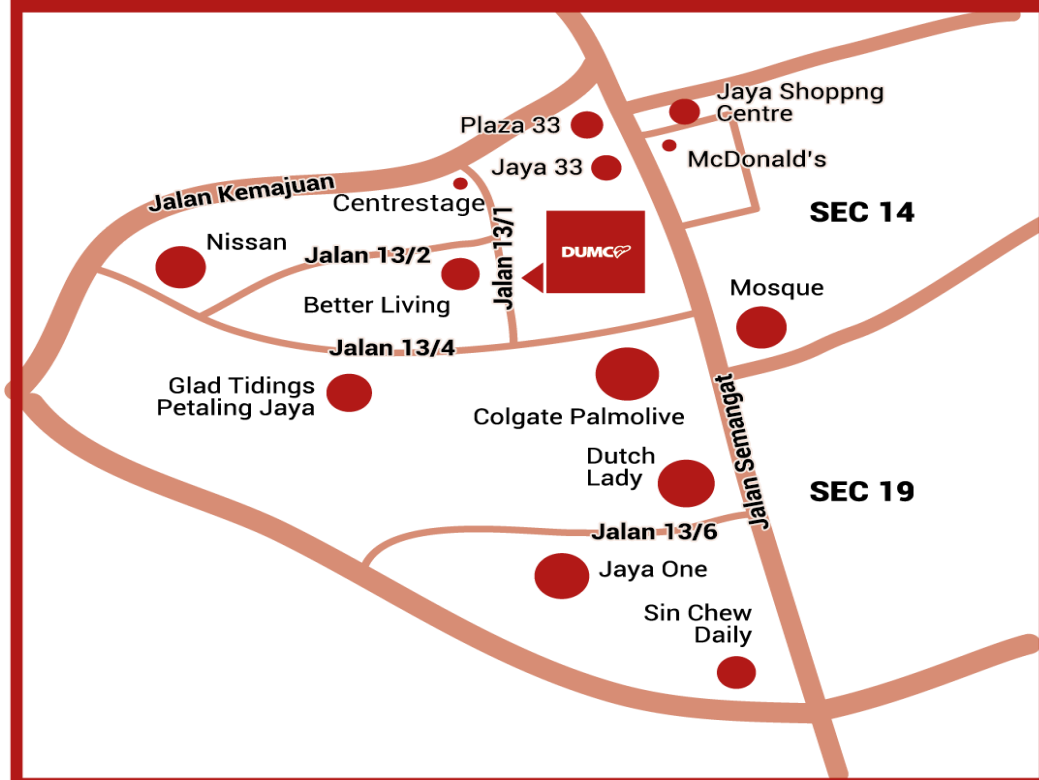 Jaya Shoppng
Centre
Plaza 33
McDonald's
Jaya 33
Jalan Kemajuan
Centrestage
SEC 14
Nissan
Jalan 13/2
Jalan 13/1
DUMC
Better Living
Mosque
Jalan 13/4
Glad Tidings
Petaling Jaya
Colgate Palmolive
Jalan Semangat
Dutch
Lady
SEC 19
Jalan 13/6
Jaya One
Sin Chew
Daily